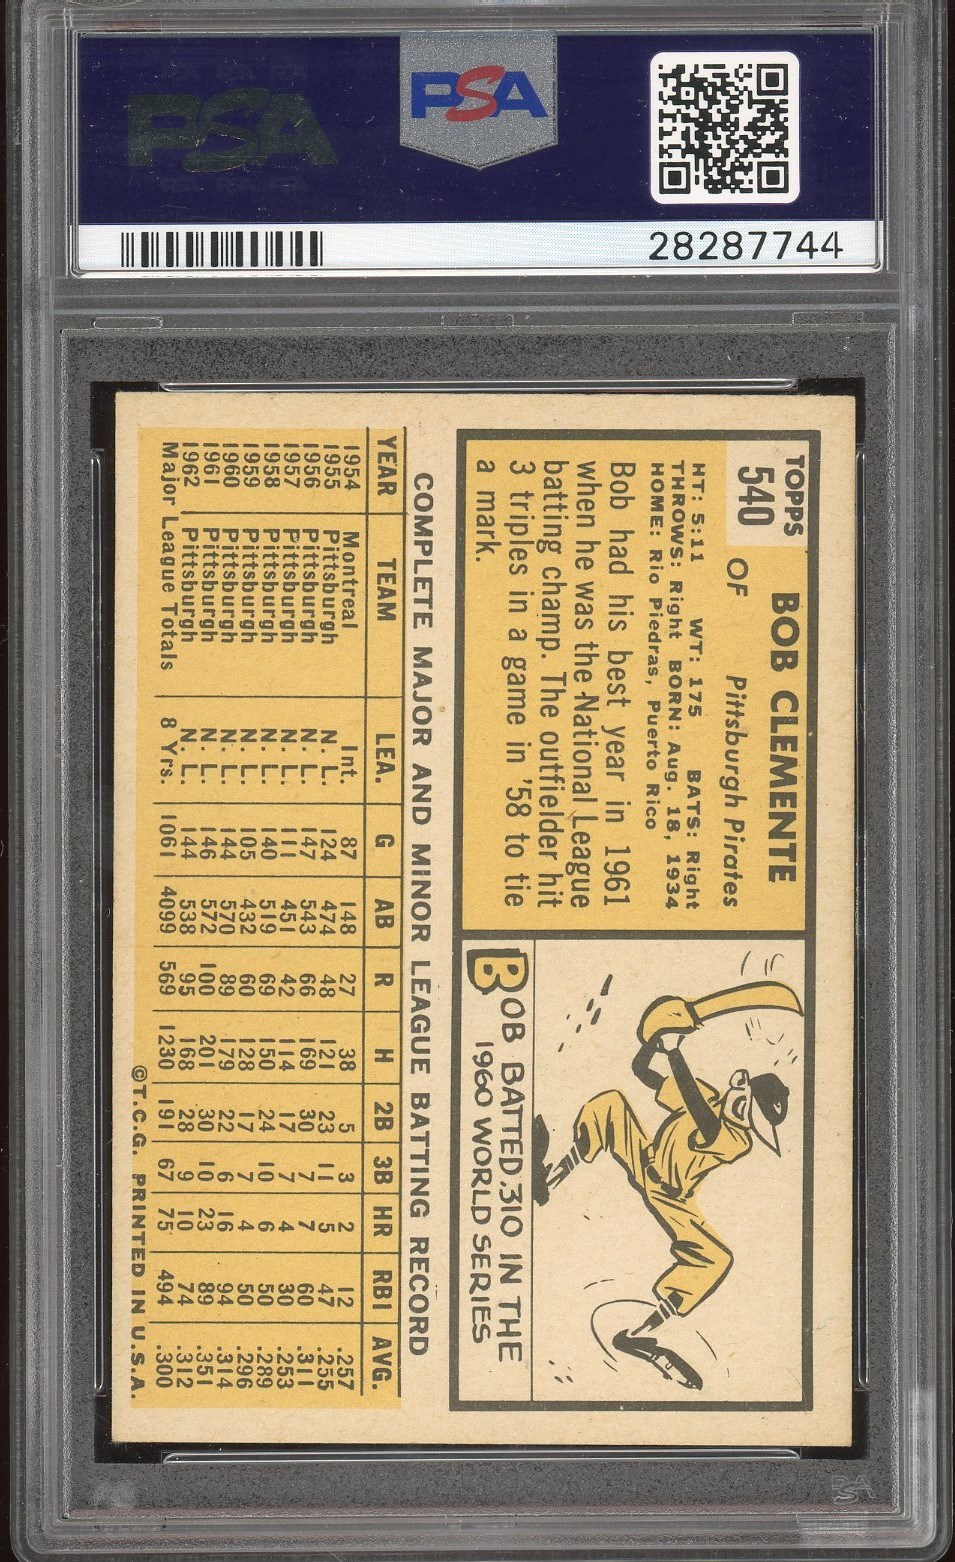 PSA
PSA
28287744
TOPPS
540
BOB CLEMENTE
OF
Pittsburgh Pirates
HT: 5:11 WT: 175 BATS: Right
THROWS: Right BORN: Aug. 18, 1934
HOME: Rio Piedras, Puerto Rico
Bob had his best year in 1961
when he was the National League
batting champ. The outfielder hit
3 triples in a game in '58 to tie
a mark.
BOB BATTED .310 IN THE
1960 WORLD SERIES
COMPLETE MAJOR AND MINOR LEAGUE BATTING RECORD
YEAR TEAM LEA. G AB R H 2B 3B HR RBI AVG.
1954 Montreal Int. 87 148 27 38 5 3 2 12 .257
1955 Pittsburgh N. L. 124 474 48 121 23 11 5 47 .255
1956 Pittsburgh N. L. 147 543 66 169 30 7 7 60 .311
1957 Pittsburgh N. L. 111 451 42 114 17 7 4 30 .253
1958 Pittsburgh N. L. 140 519 69 150 24 10 6 50 .289
1959 Pittsburgh N. L. 105 432 60 128 17 7 4 50 .296
1960 Pittsburgh N. L. 144 570 89 179 22 6 16 94 .314
1961 Pittsburgh N. L. 146 572 100 201 30 10 23 89 .351
1962 Pittsburgh N. L. 144 538 95 168 28 9 10 74 .312
Major League Totals 8 Yrs. 1061 4099 569 1230 191 67 75 494 .300
©T.C.G. PRINTED IN U.S.A.
PSA